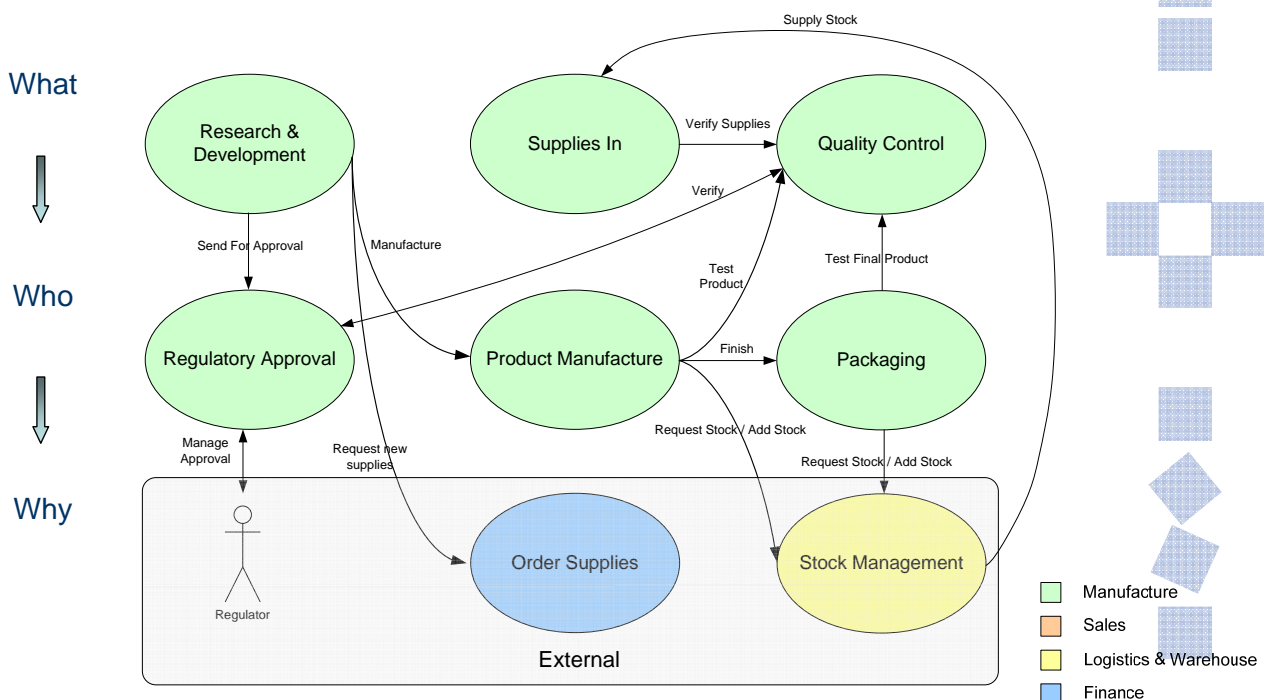 Supply Stock
What
Research &
Development
Supplies In
Verify Supplies
Quality Control
Verify
Send For Approval
Manufacture
Test
Product
Test Final Product
Who
Regulatory Approval
Product Manufacture
Finish
Packaging
Manage
Approval
Request new
supplies
Request Stock / Add Stock
Request Stock / Add Stock
Why
Regulator
Order Supplies
Stock Management
External
Manufacture
Sales
Logistics & Warehouse
Finance